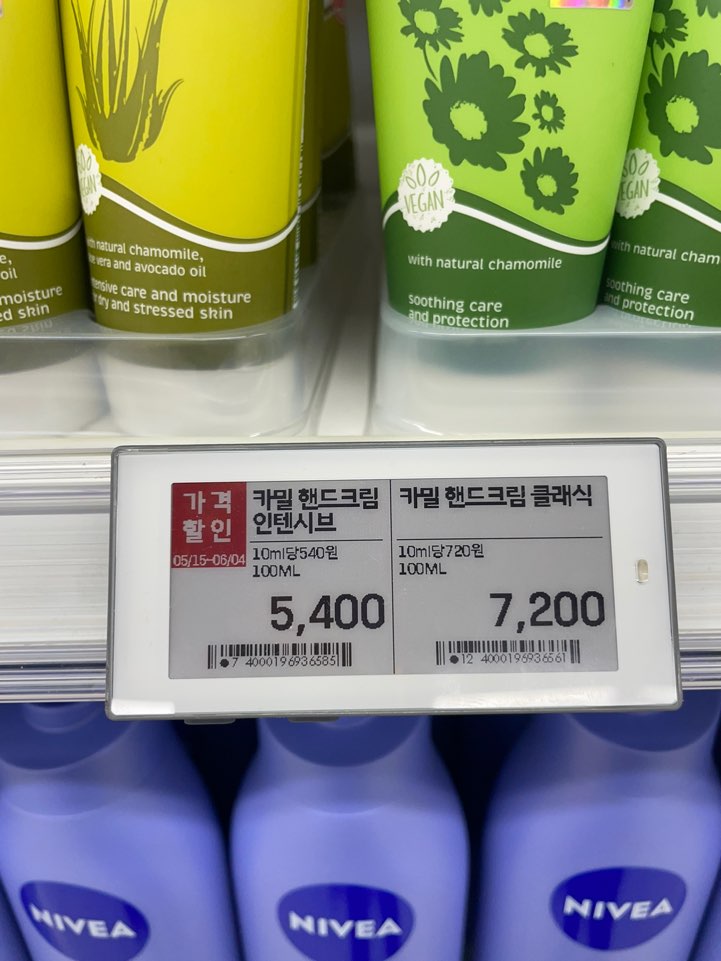 e,
oil
moisture
ed skin
VEGAN
with natural chamomile,
vera and avocado oil
care and moisture
dry and stressed skin
VEGAN
with natural chamomile
soothing care
and protection
SO
VEGAN
with natural cham
soothing care
and protection
가격
할인
05/15-06/04
카밀 핸드크림
인텐시브
10ml당540원
100ML
5,400
●7 4000196936585
카밀 핸드크림 클래식
10ml당720원
100ML
7,200
●12 4000196936561
NIVEA
NIVEA
NIVEA